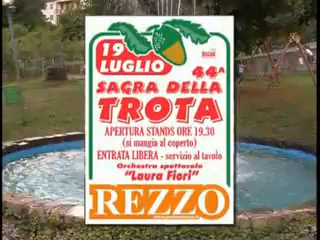 19
LUGLIO
44ª
SAGRA DELLA
TROTA
APERTURA STANDS ORE 19,30
(si mangia al coperto)
ENTRATA LIBERA - servizio al tavolo
Orchestra spettacolo
"Laura Fiori"
REZZO